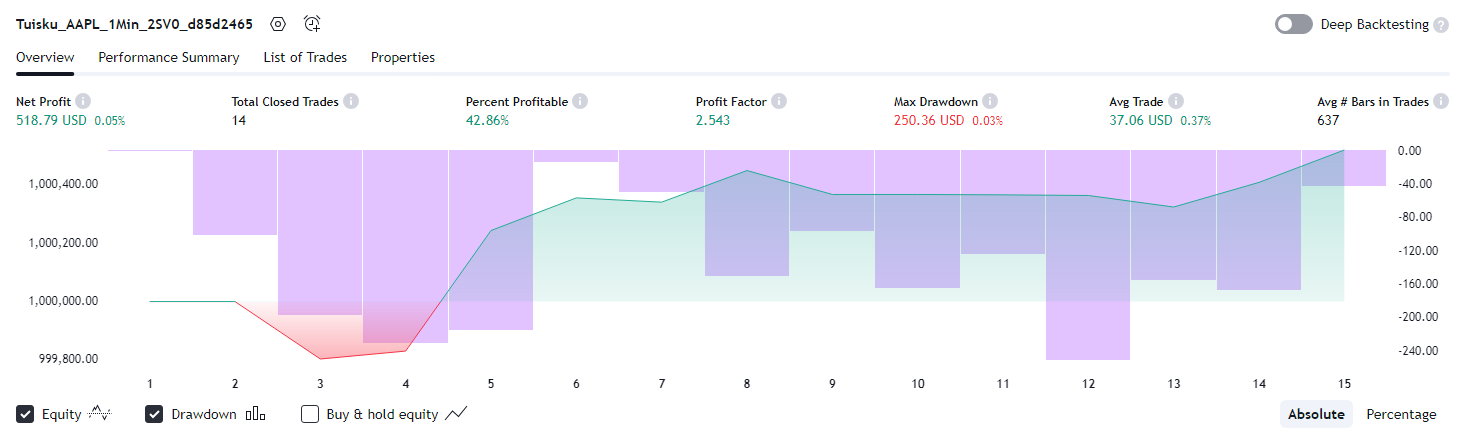 Tuisku_AAPL_1Min_2SV0_d85d2465 Deep Backtesting
Overview Performance Summary List of Trades Properties
Net Profit Total Closed Trades Percent Profitable Profit Factor Max Drawdown Avg Trade Avg # Bars in Trades
518.79 USD 0.05% 14 42.86% 2.543 250.36 USD 0.03% 37.06 USD 0.37% 637
0.00
1,000,400.00 -40.00
-80.00
1,000,200.00 -120.00
-160.00
1,000,000.00 -200.00
999,800.00 -240.00
1 2 3 4 5 6 7 8 9 10 11 12 13 14 15
Equity Drawdown Buy & hold equity Absolute Percentage